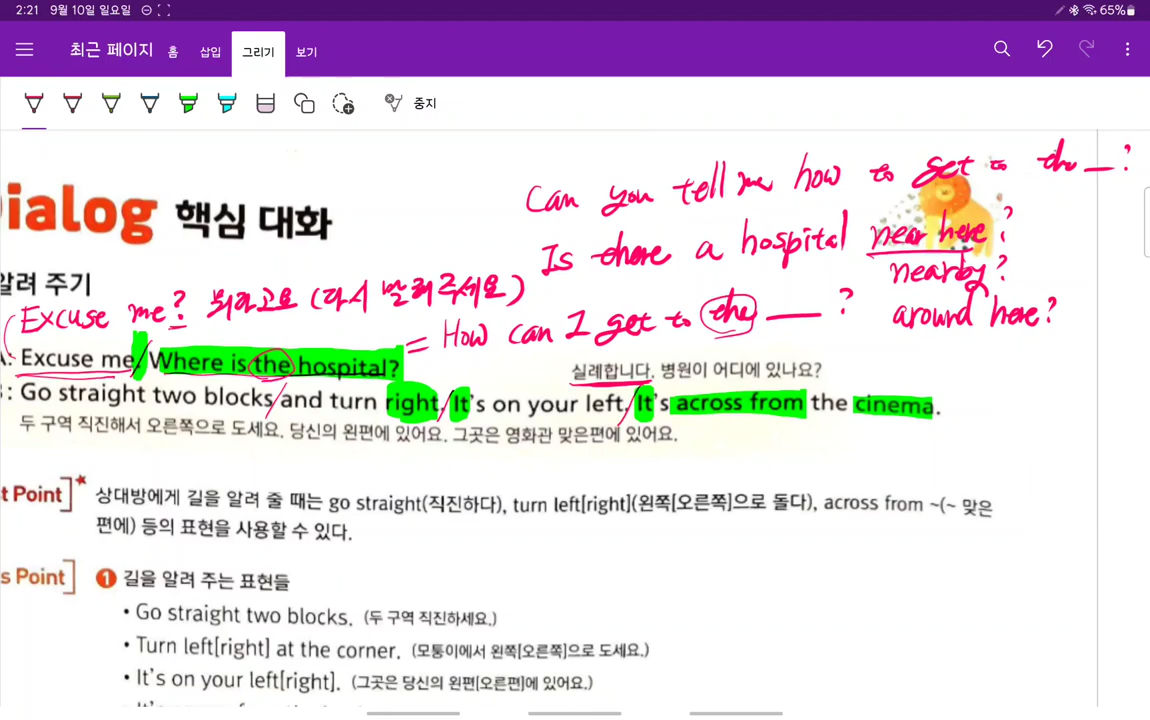 2:21 9월 10일 일요일 65%
최근 페이지 홈 삽입 그리기 보기
중지
Can you tell me how to get to the __?
ialog 핵심 대화
Is there a hospital near here?
nearby?
알려 주기
Excuse me? 뭐라고요 (다시 말해주세요)
= How can I get to the ___?
around here?
A: Excuse me. / Where is the hospital?
실례합니다. 병원이 어디에 있나요?
: Go straight two blocks / and turn right. / It's on your left. / It's across from the cinema.
두 구역 직진해서 오른쪽으로 도세요. 당신의 왼편에 있어요. 그곳은 영화관 맞은편에 있어요.
t Point]* 상대방에게 길을 알려 줄 때는 go straight(직진하다), turn left[right](왼쪽[오른쪽]으로 돌다), across from ~(~ 맞은
편에) 등의 표현을 사용할 수 있다.
s Point] 1 길을 알려 주는 표현들
• Go straight two blocks. (두 구역 직진하세요.)
• Turn left[right] at the corner. (모퉁이에서 왼쪽[오른쪽]으로 도세요.)
• It's on your left[right]. (그곳은 당신의 왼편[오른편]에 있어요.)